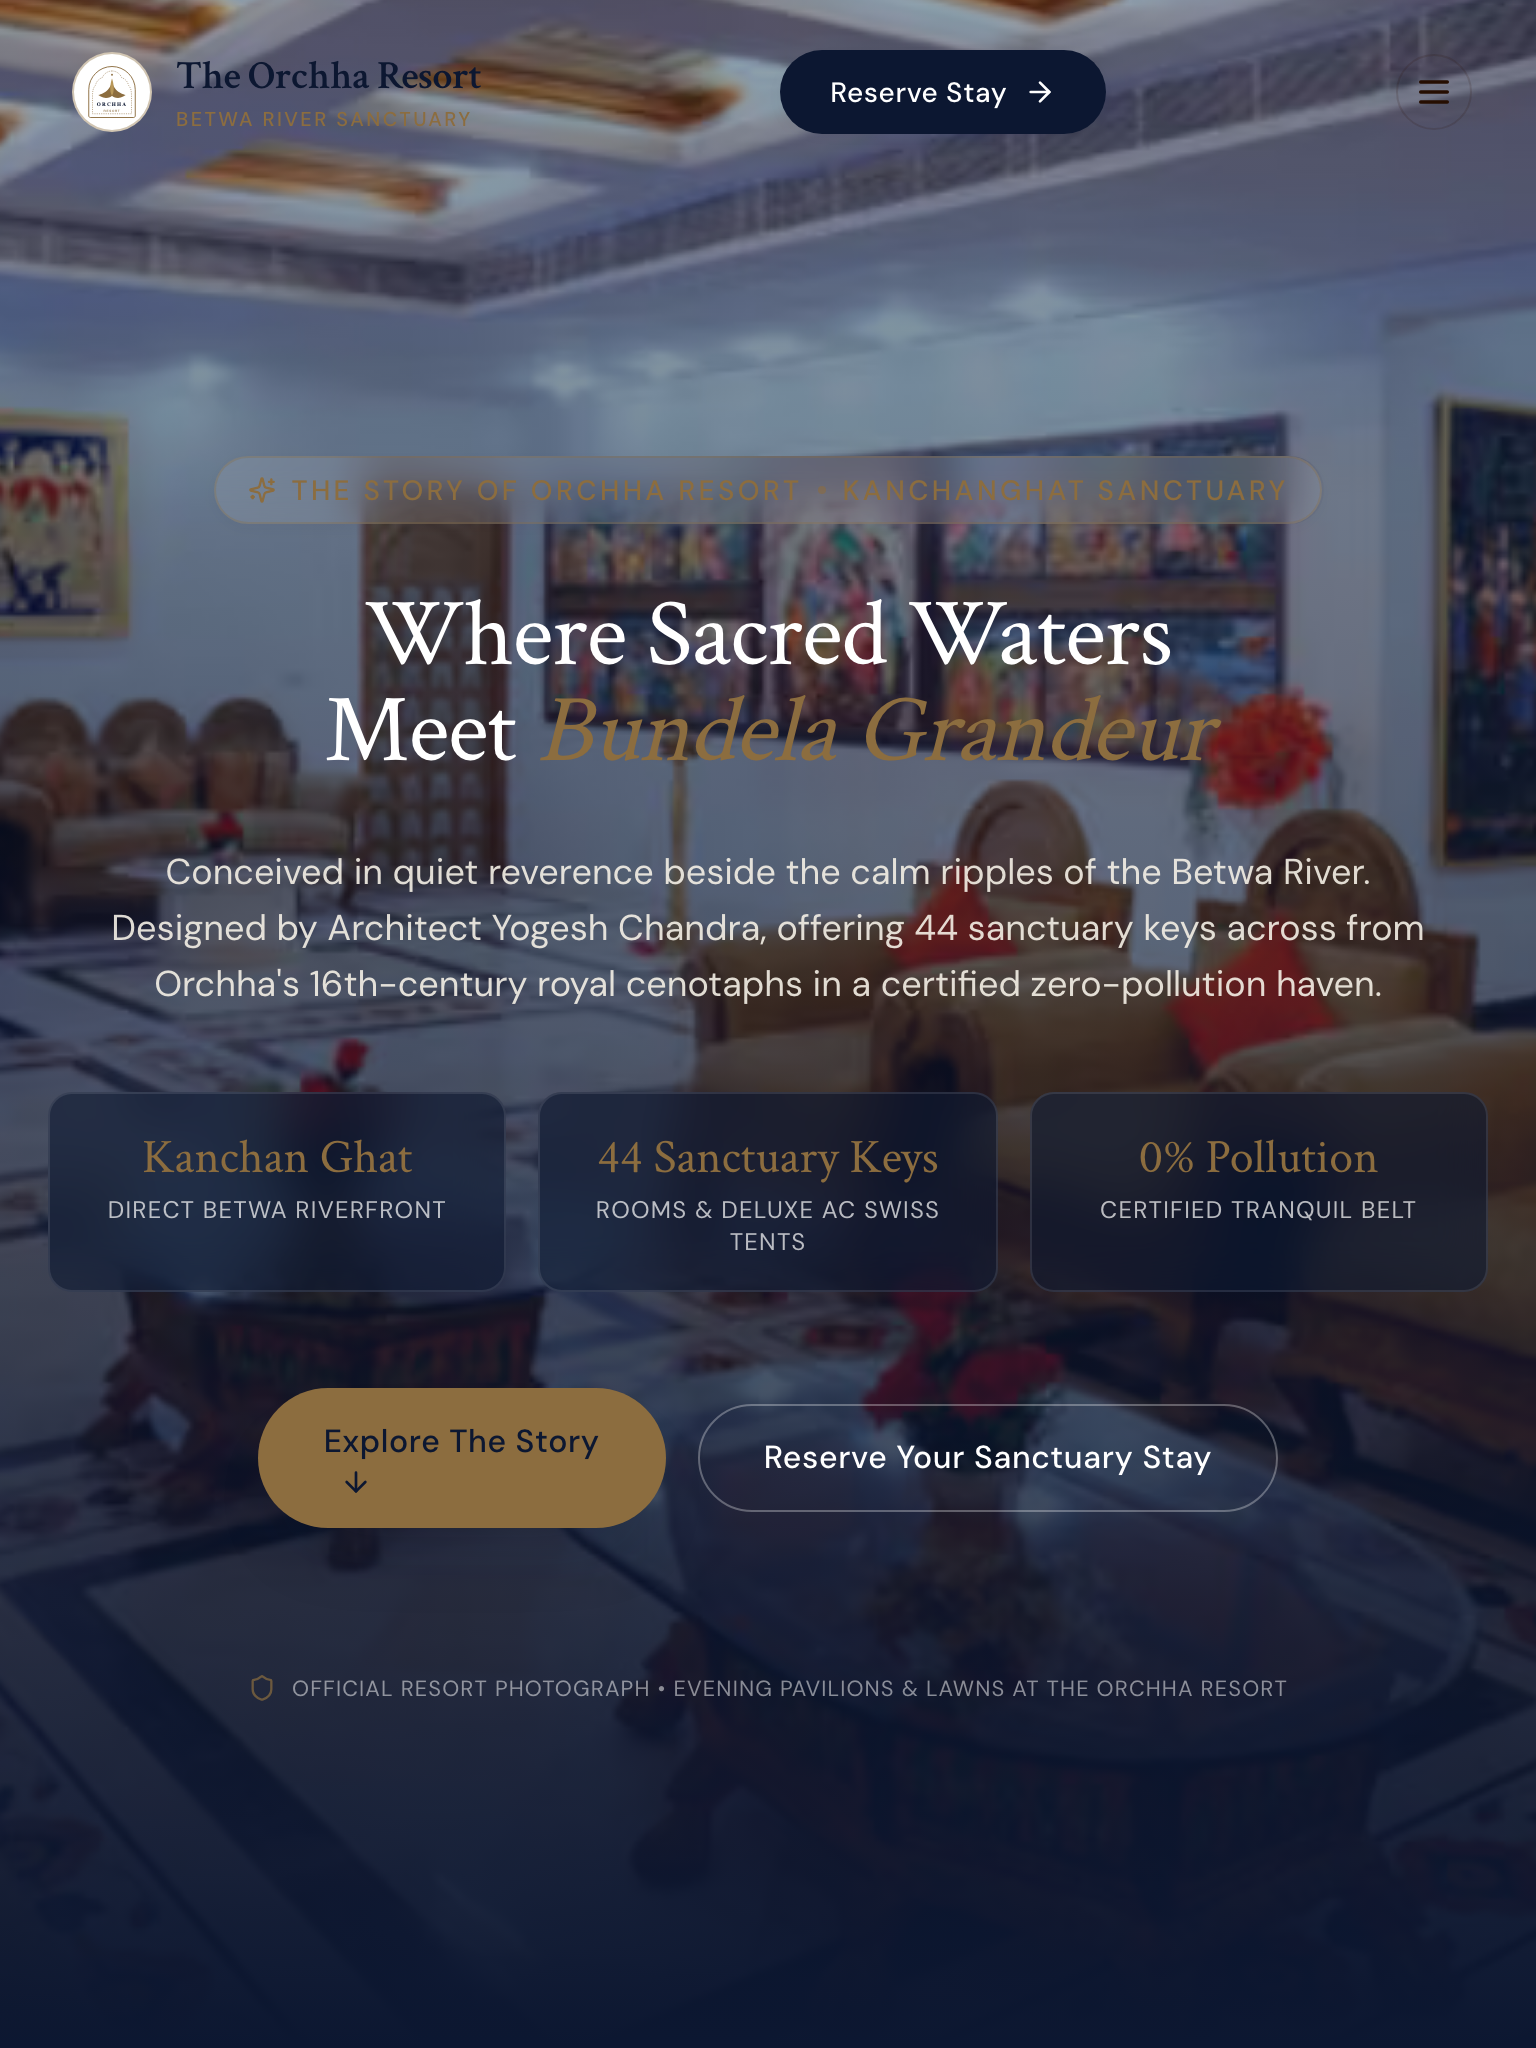 ORCHHA
RESORT
The Orchha Resort
BETWA RIVER SANCTUARY
Reserve Stay →
THE STORY OF ORCHHA RESORT • KANCHANGHAT SANCTUARY
Where Sacred Waters
Meet Bundela Grandeur
Conceived in quiet reverence beside the calm ripples of the Betwa River.
Designed by Architect Yogesh Chandra, offering 44 sanctuary keys across from
Orchha's 16th-century royal cenotaphs in a certified zero-pollution haven.
Kanchan Ghat
DIRECT BETWA RIVERFRONT
44 Sanctuary Keys
ROOMS & DELUXE AC SWISS
TENTS
0% Pollution
CERTIFIED TRANQUIL BELT
Explore The Story
↓
Reserve Your Sanctuary Stay
OFFICIAL RESORT PHOTOGRAPH • EVENING PAVILIONS & LAWNS AT THE ORCHHA RESORT